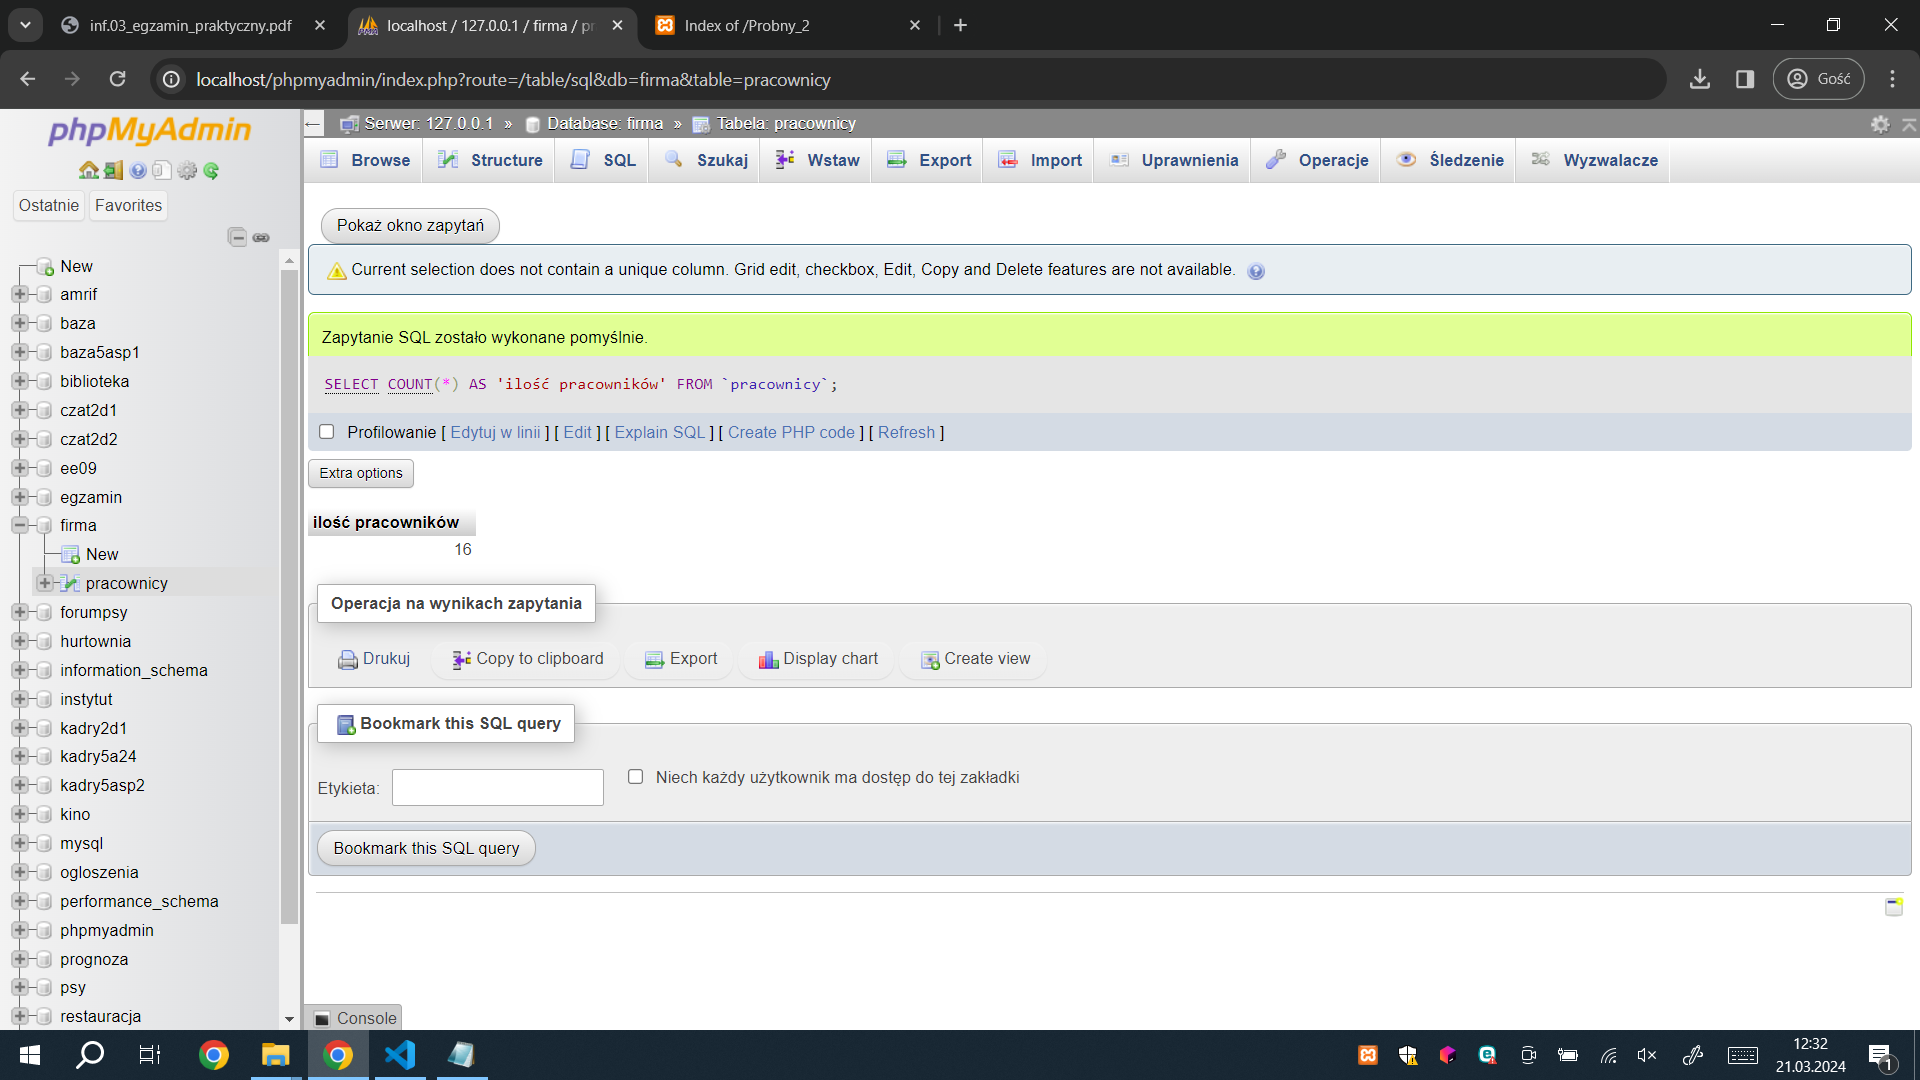 inf.03_egzamin_praktyczny.pdf
localhost / 127.0.0.1 / firma / pr
Index of /Probny_2
localhost/phpmyadmin/index.php?route=/table/sql&db=firma&table=pracownicy
Gość
phpMyAdmin
Ostatnie
Favorites
New
amrif
baza
baza5asp1
biblioteka
czat2d1
czat2d2
ee09
egzamin
firma
New
pracownicy
forumpsy
hurtownia
information_schema
instytut
kadry2d1
kadry5a24
kadry5asp2
kino
mysql
ogloszenia
performance_schema
phpmyadmin
prognoza
psy
restauracja
Serwer: 127.0.0.1 » Database: firma » Tabela: pracownicy
Browse Structure SQL Szukaj Wstaw Export Import Uprawnienia Operacje Śledzenie Wyzwalacze
Pokaż okno zapytań
Current selection does not contain a unique column. Grid edit, checkbox, Edit, Copy and Delete features are not available.
Zapytanie SQL zostało wykonane pomyślnie.
SELECT COUNT(*) AS 'ilość pracowników' FROM `pracownicy`;
Profilowanie [ Edytuj w linii ] [ Edit ] [ Explain SQL ] [ Create PHP code ] [ Refresh ]
Extra options
ilość pracowników
16
Operacja na wynikach zapytania
Drukuj Copy to clipboard Export Display chart Create view
Bookmark this SQL query
Etykieta:
Niech każdy użytkownik ma dostęp do tej zakładki
Bookmark this SQL query
Console
12:32
21.03.2024
1